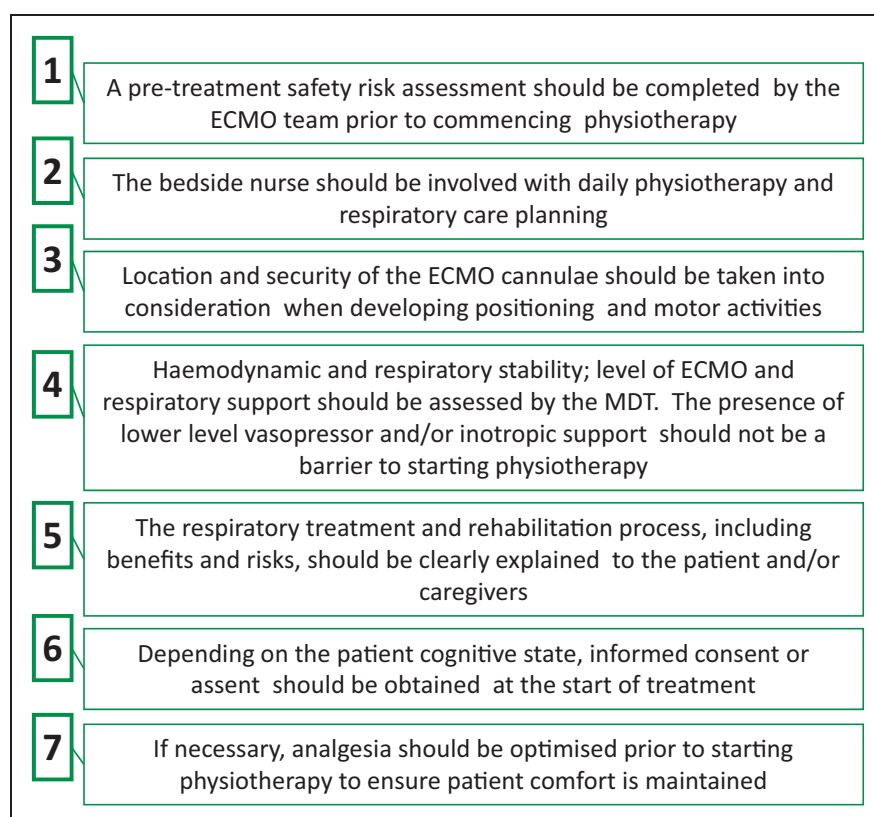 1
A pre-treatment safety risk assessment should be completed by the
ECMO team prior to commencing physiotherapy
2
The bedside nurse should be involved with daily physiotherapy and
respiratory care planning
3
Location and security of the ECMO cannulae should be taken into
consideration when developing positioning and motor activities
4
Haemodynamic and respiratory stability; level of ECMO and
respiratory support should be assessed by the MDT. The presence of
lower level vasopressor and/or inotropic support should not be a
barrier to starting physiotherapy
5
The respiratory treatment and rehabilitation process, including
benefits and risks, should be clearly explained to the patient and/or
caregivers
6
Depending on the patient cognitive state, informed consent or
assent should be obtained at the start of treatment
7
If necessary, analgesia should be optimised prior to starting
physiotherapy to ensure patient comfort is maintained